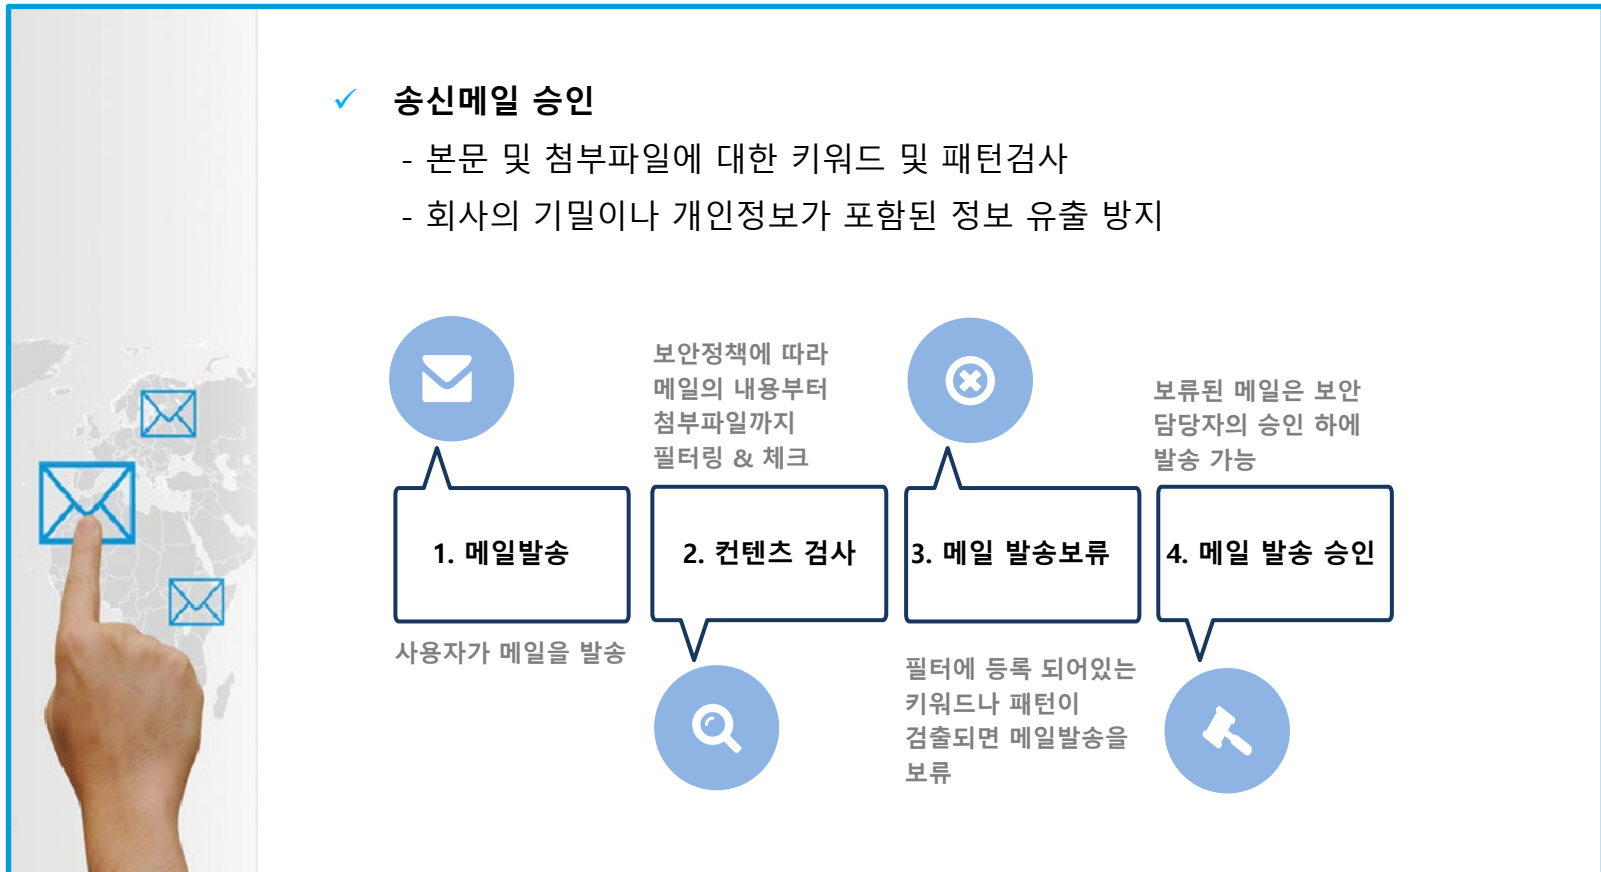 송신메일 승인
- 본문 및 첨부파일에 대한 키워드 및 패턴검사
- 회사의 기밀이나 개인정보가 포함된 정보 유출 방지
1. 메일발송
사용자가 메일을 발송
보안정책에 따라
메일의 내용부터
첨부파일까지
필터링 & 체크
2. 컨텐츠 검사
3. 메일 발송보류
필터에 등록 되어있는
키워드나 패턴이
검출되면 메일발송을
보류
보류된 메일은 보안
담당자의 승인 하에
발송 가능
4. 메일 발송 승인